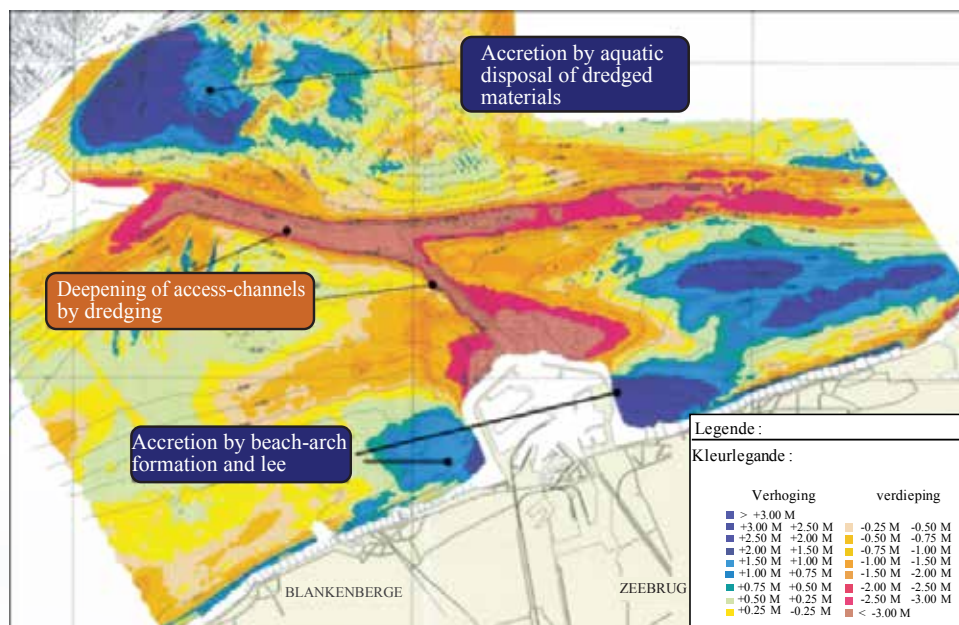 Accretion by aquatic
disposal of dredged
materials
Deepening of access-channels
by dredging
Accretion by beach-arch
formation and lee
BLANKENBERGE
ZEEBRUG
Legende :
Kleurlegande :
Verhoging verdieping
> +3.00 M
+3.00 M +2.50 M -0.25 M -0.50 M
+2.50 M +2.00 M -0.50 M -0.75 M
+2.00 M +1.50 M -0.75 M -1.00 M
+1.50 M +1.00 M -1.00 M -1.50 M
+1.00 M +0.75 M -1.50 M -2.00 M
+0.75 M +0.50 M -2.00 M -2.50 M
+0.50 M +0.25 M -2.50 M -3.00 M
+0.25 M -0.25 M < -3.00 M